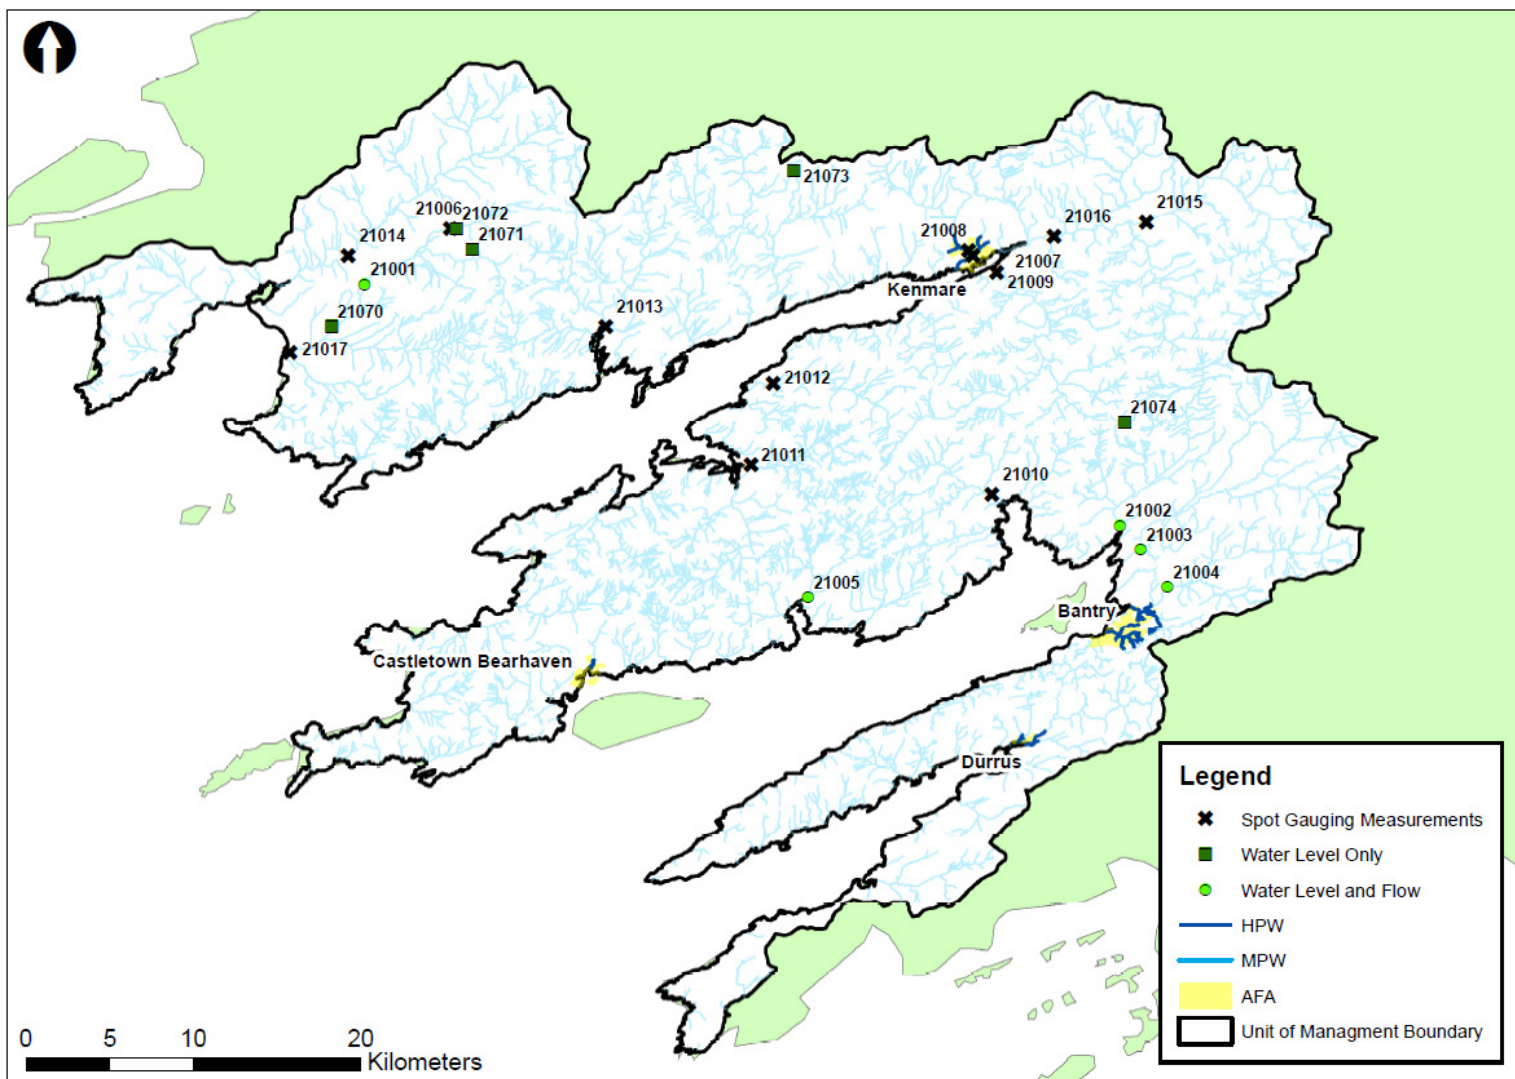 21073
21006
21072
21071
21014
21001
21070
21017
21013
21008
21016
21015
21007
21009
Kenmare
21012
21011
21074
21010
21002
21003
21004
21005
Bantry
Castletown Bearhaven
Durrus
Legend
Spot Gauging Measurements
Water Level Only
Water Level and Flow
HPW
MPW
AFA
Unit of Managment Boundary
0 5 10 20
Kilometers